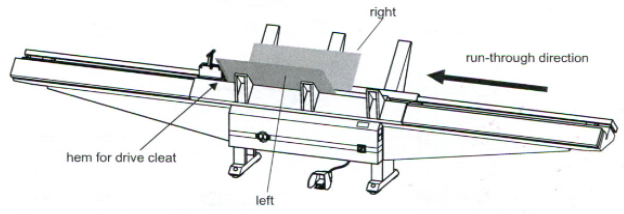 right
run-through direction
hem for drive cleat
left